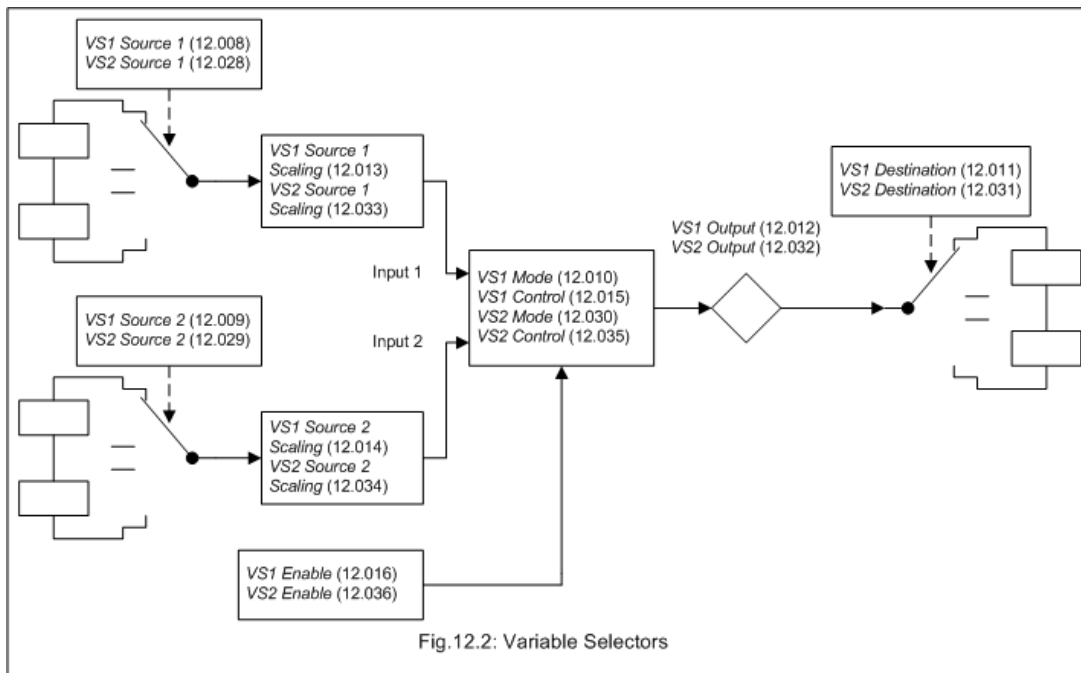 VS1 Source 1 (12.008)
VS2 Source 1 (12.028)
VS1 Source 1
Scaling (12.013)
VS2 Source 1
Scaling (12.033)
VS1 Destination (12.011)
VS2 Destination (12.031)
VS1 Output (12.012)
VS2 Output (12.032)
Input 1
VS1 Mode (12.010)
VS1 Control (12.015)
VS2 Mode (12.030)
VS2 Control (12.035)
VS1 Source 2 (12.009)
VS2 Source 2 (12.029)
Input 2
VS1 Source 2
Scaling (12.014)
VS2 Source 2
Scaling (12.034)
VS1 Enable (12.016)
VS2 Enable (12.036)
Fig.12.2: Variable Selectors